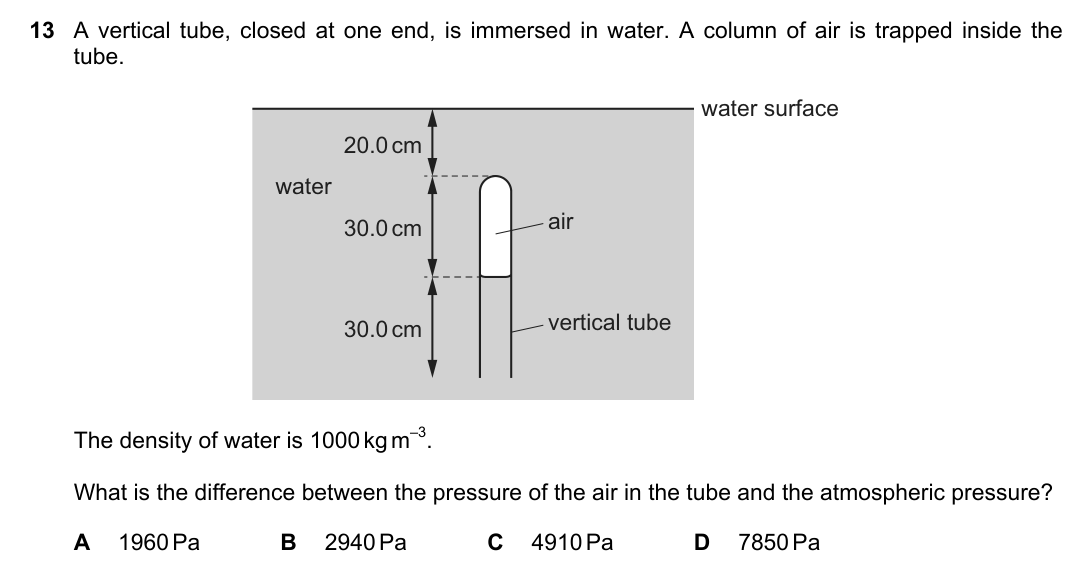 13 A vertical tube, closed at one end, is immersed in water. A column of air is trapped inside the
tube.
water surface
20.0 cm
water
30.0 cm
air
30.0 cm
vertical tube
The density of water is 1000 kg m⁻³.
What is the difference between the pressure of the air in the tube and the atmospheric pressure?
A 1960 Pa B 2940 Pa C 4910 Pa D 7850 Pa